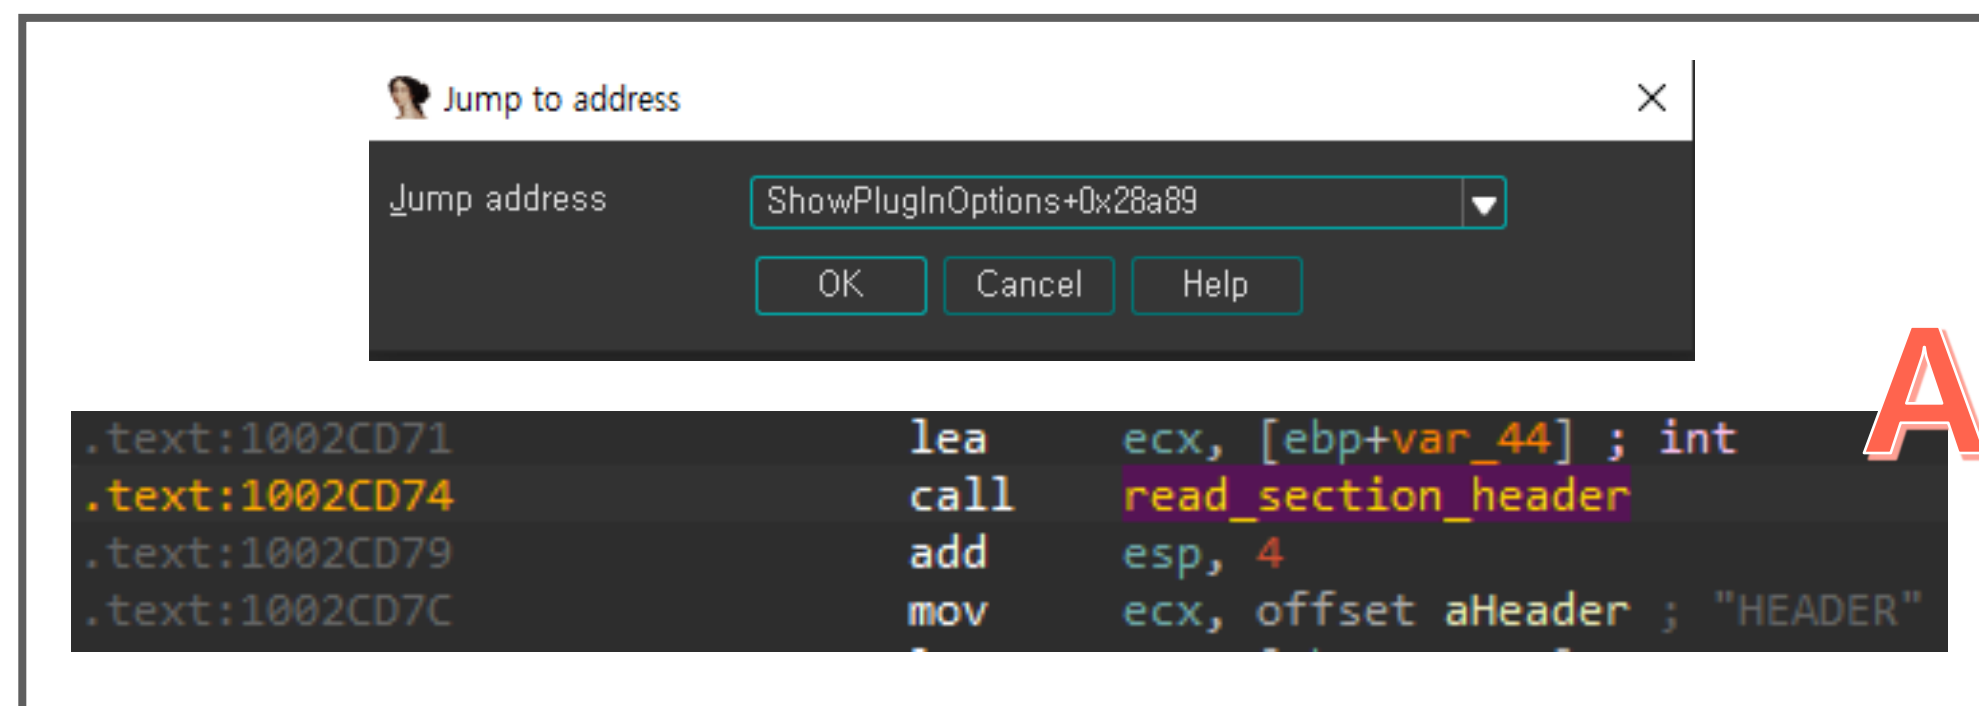 Jump to address
Jump address ShowPlugInOptions+0x28a89
OK Cancel Help
A
.text:1002CD71 lea ecx, [ebp+var_44] ; int
.text:1002CD74 call read_section_header
.text:1002CD79 add esp, 4
.text:1002CD7C mov ecx, offset aHeader ; "HEADER"